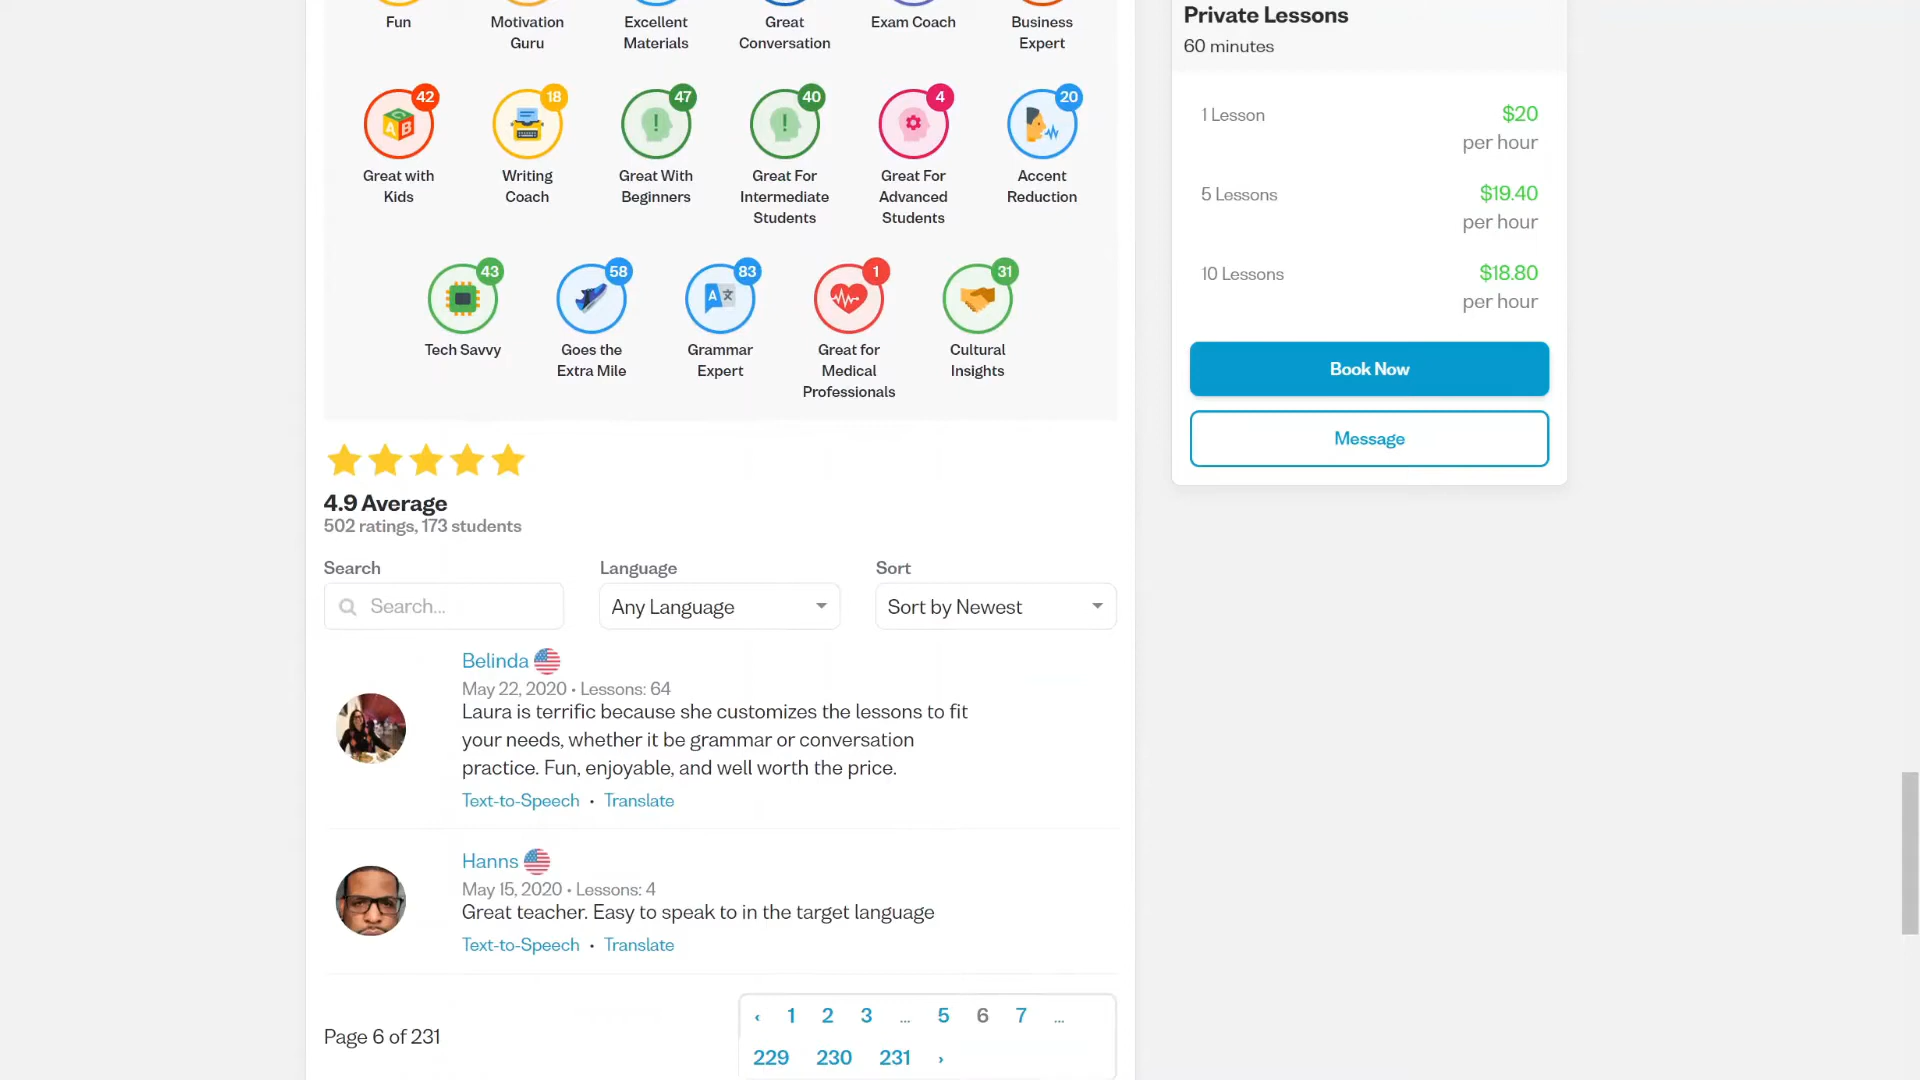 Fun
Motivation
Guru
Excellent
Materials
Great
Conversation
Exam Coach
Business
Expert
42
Great with
Kids
18
Writing
Coach
47
Great With
Beginners
40
Great For
Intermediate
Students
4
Great For
Advanced
Students
20
Accent
Reduction
43
Tech Savvy
58
Goes the
Extra Mile
83
Grammar
Expert
1
Great for
Medical
Professionals
31
Cultural
Insights
4.9 Average
502 ratings, 173 students
Search
Search...
Language
Any Language
Sort
Sort by Newest
Belinda
May 22, 2020 • Lessons: 64
Laura is terrific because she customizes the lessons to fit
your needs, whether it be grammar or conversation
practice. Fun, enjoyable, and well worth the price.
Text-to-Speech • Translate
Hanns
May 15, 2020 • Lessons: 4
Great teacher. Easy to speak to in the target language
Text-to-Speech • Translate
Page 6 of 231
‹ 1 2 3 ... 5 6 7 ...
229 230 231 ›
Private Lessons
60 minutes
1 Lesson $20
per hour
5 Lessons $19.40
per hour
10 Lessons $18.80
per hour
Book Now
Message